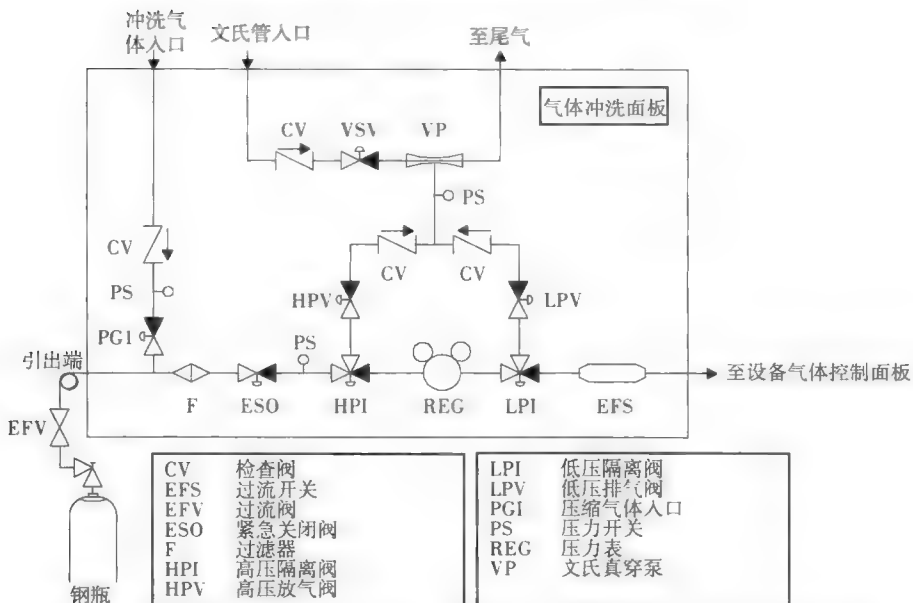 冲洗气
体入口
文氏管入口
至尾气
气体冲洗面板
CV
VSV
VP
PS
CV
CV
CV
PS
HPV
LPV
PG1
PS
引出端
至设备气体控制面板
F
ESO
HPI
REG
LPI
EFS
EFV
钢瓶
CV 检查阀
EFS 过流开关
EFV 过流阀
ESO 紧急关闭阀
F 过滤器
HPI 高压隔离阀
HPV 高压放气阀
LPI 低压隔离阀
LPV 低压排气阀
PGI 压缩气体入口
PS 压力开关
REG 压力表
VP 文氏真穿泵